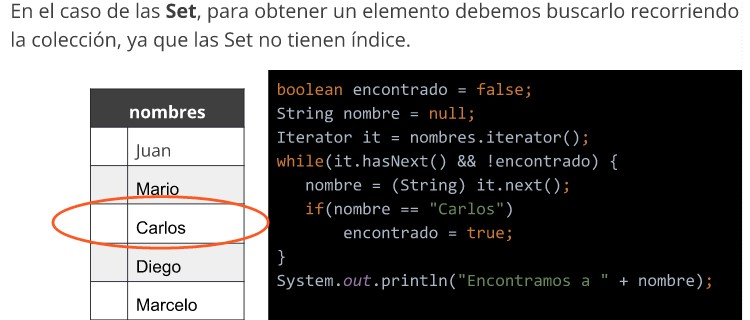 En el caso de las Set, para obtener un elemento debemos buscarlo recorriendo
la colección, ya que las Set no tienen índice.
nombres
Juan
Mario
Carlos
Diego
Marcelo
boolean encontrado = false;
String nombre = null;
Iterator it = nombres.iterator();
while(it.hasNext() && !encontrado) {
   nombre = (String) it.next();
   if(nombre == "Carlos")
       encontrado = true;
}
System.out.println("Encontramos a " + nombre);